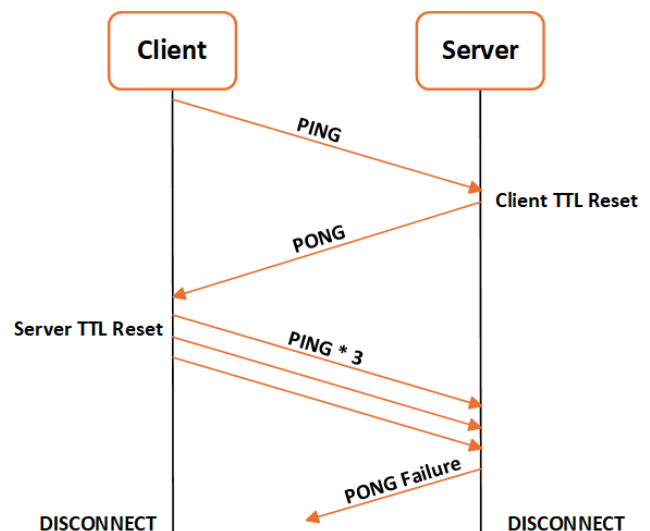 Client
Server
PING
Client TTL Reset
PONG
Server TTL Reset
PING * 3
PONG Failure
DISCONNECT
DISCONNECT